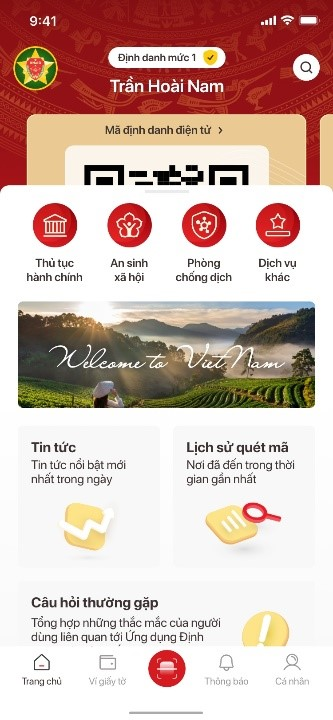 9:41
Định danh mức 1
Trần Hoài Nam
Mã định danh điện tử
Thủ tục
hành chính
An sinh
xã hội
Phòng
chống dịch
Dịch vụ
khác
Welcome to VietNam
Tin tức
Tin tức nổi bật mới
nhất trong ngày
Lịch sử quét mã
Nơi đã đến trong thời
gian gần nhất
Câu hỏi thường gặp
Tổng hợp những thắc mắc của người
dùng liên quan tới Ứng dụng Định
Trang chủ
Ví giấy tờ
Thông báo
Cá nhân